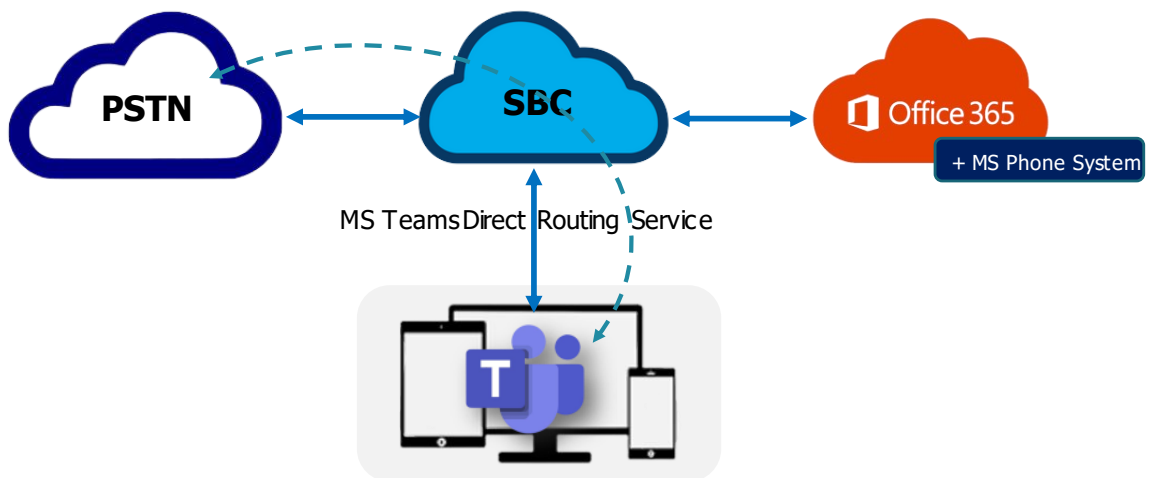 PSTN
SBC
Office 365
+ MS Phone System
MS Teams Direct Routing Service
T